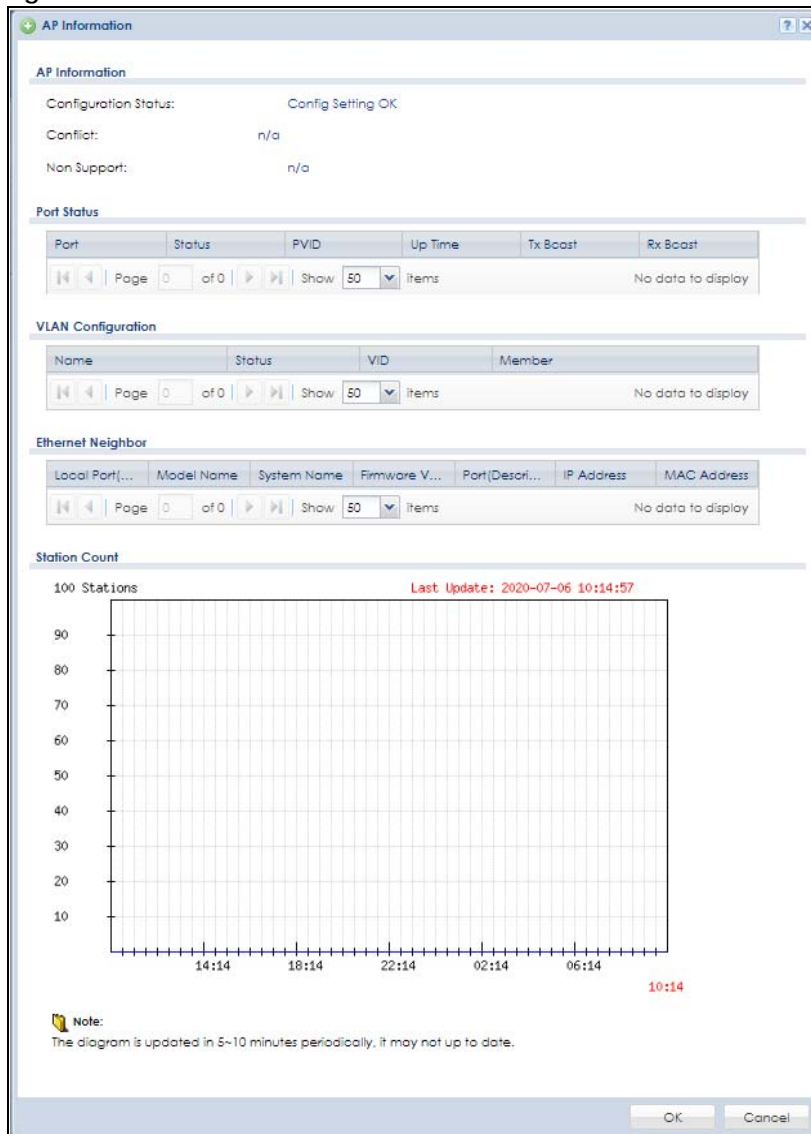 AP Information
AP Information
Configuration Status: Config Setting OK
Conflict: n/a
Non Support: n/a
Port Status
Port Status PVID Up Time Tx Bcast Rx Bcast
Page 0 of 0 Show 50 items No data to display
VLAN Configuration
Name Status VID Member
Page 0 of 0 Show 50 items No data to display
Ethernet Neighbor
Local Port(... Model Name System Name Firmware V... Port(Descri... IP Address MAC Address
Page 0 of 0 Show 50 items No data to display
Station Count
100 Stations Last Update: 2020-07-06 10:14:57
90
80
70
60
50
40
30
20
10
14:14 18:14 22:14 02:14 06:14
10:14
Note:
The diagram is updated in 5~10 minutes periodically, it may not up to date.
OK Cancel